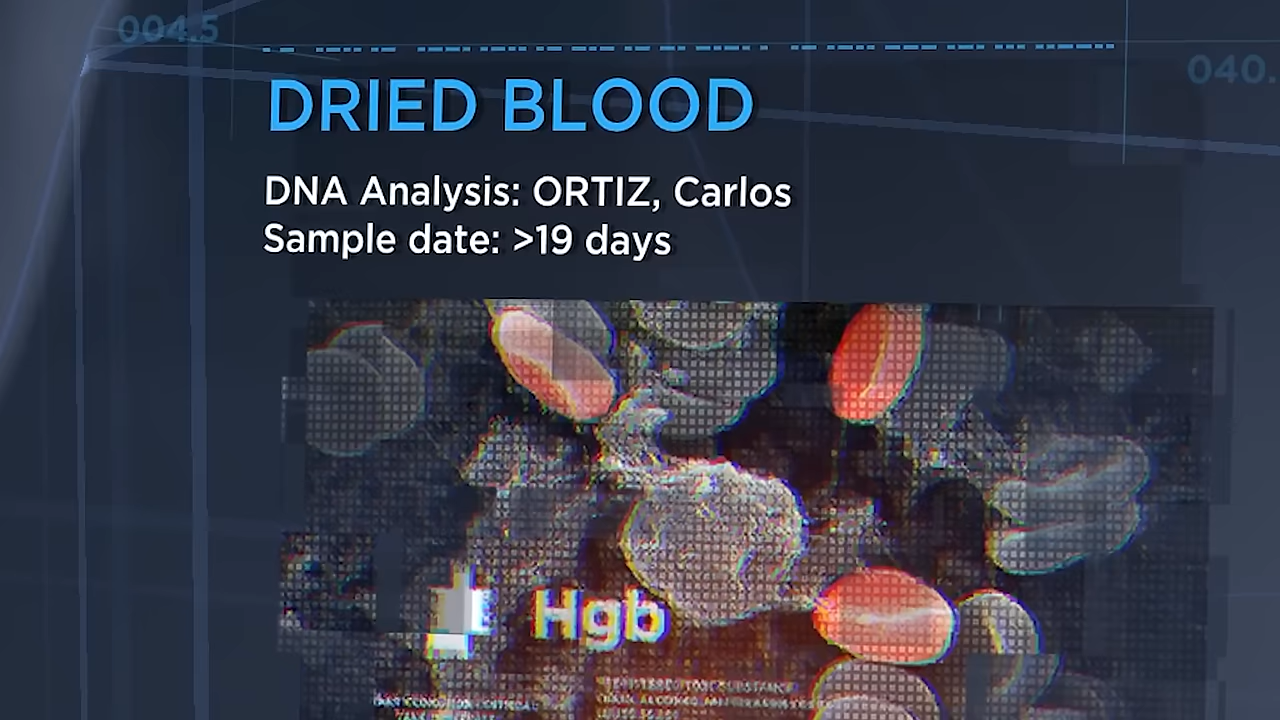 004.5
040.
DRIED BLOOD
DNA Analysis: ORTIZ, Carlos
Sample date: >19 days
Hgb